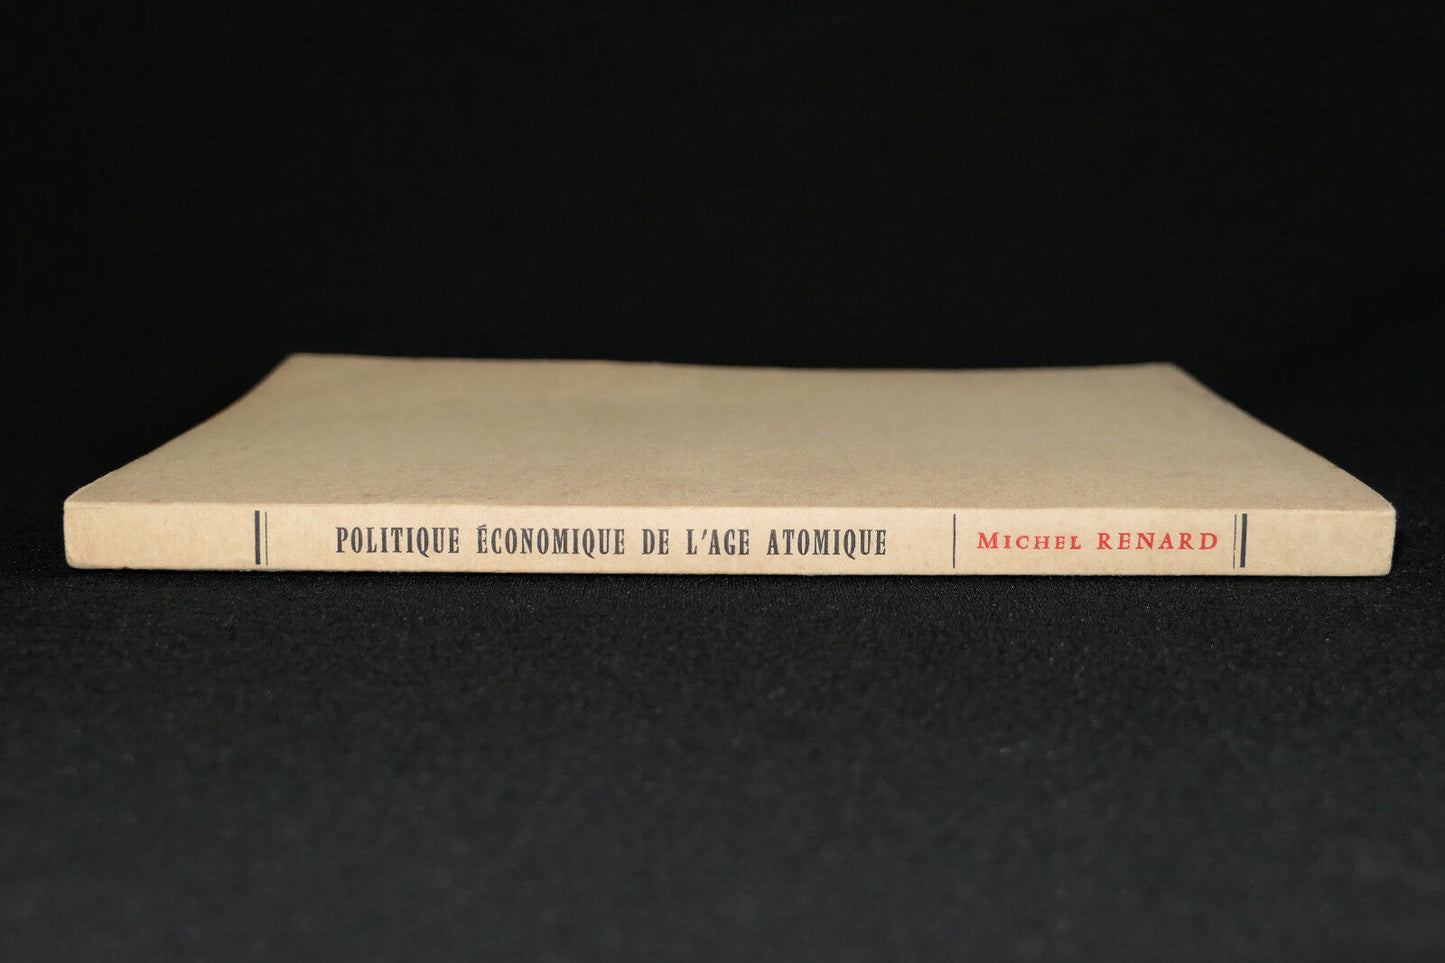 POLITIQUE ÉCONOMIQUE DE L'AGE ATOMIQUE
MICHEL RENARD